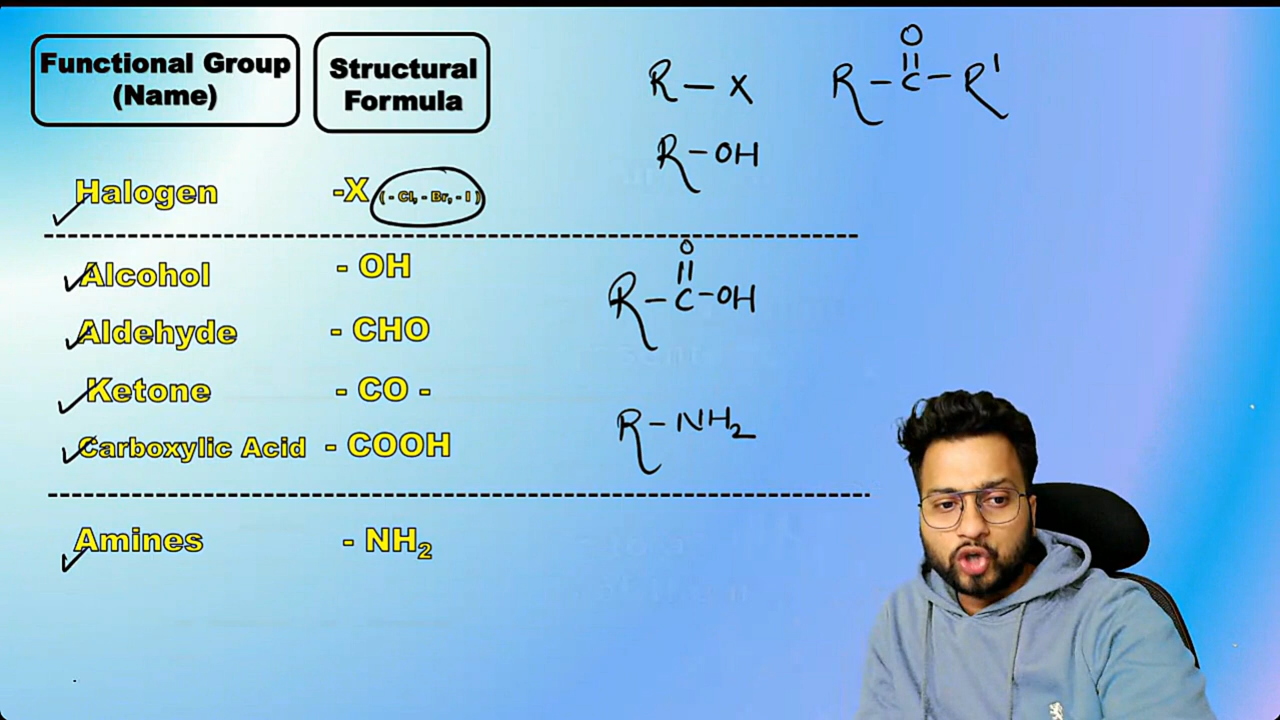 Functional Group
(Name)
Structural
Formula
Halogen
-X (- Cl, - Br, - I)
Alcohol
- OH
Aldehyde
- CHO
Ketone
- CO -
Carboxylic Acid
- COOH
Amines
- NH₂
R - X
R - OH
O
||
R - C - R'
O
||
R - C - OH
R - NH₂